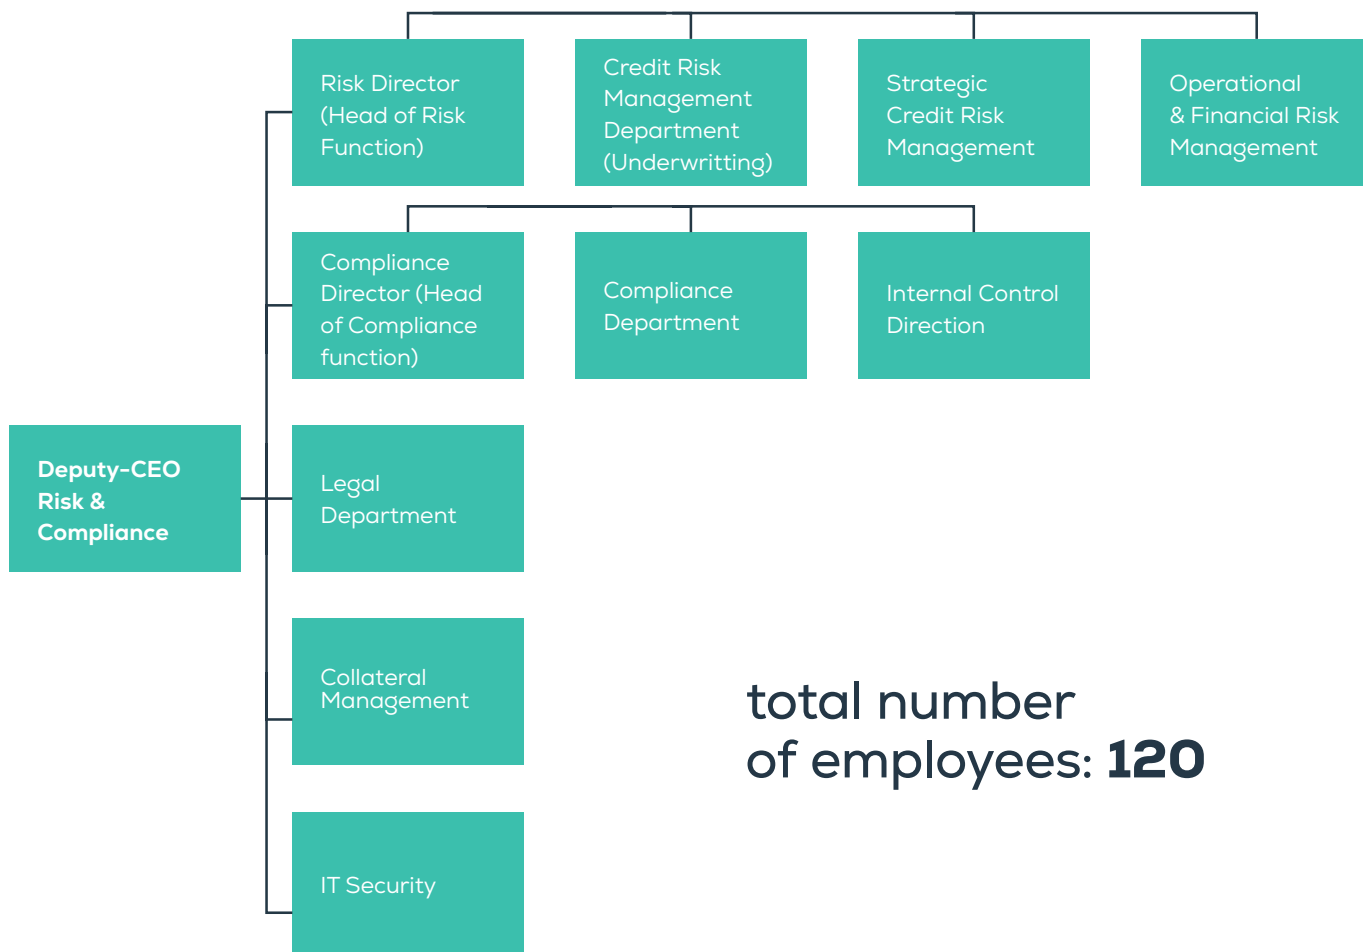 Risk Director
(Head of Risk
Function)
Credit Risk
Management
Department
(Underwritting)
Strategic
Credit Risk
Management
Operational
& Financial Risk
Management
Compliance
Director (Head
of Compliance
function)
Compliance
Department
Internal Control
Direction
Deputy-CEO
Risk &
Compliance
Legal
Department
Collateral
Management
total number
of employees: 120
IT Security